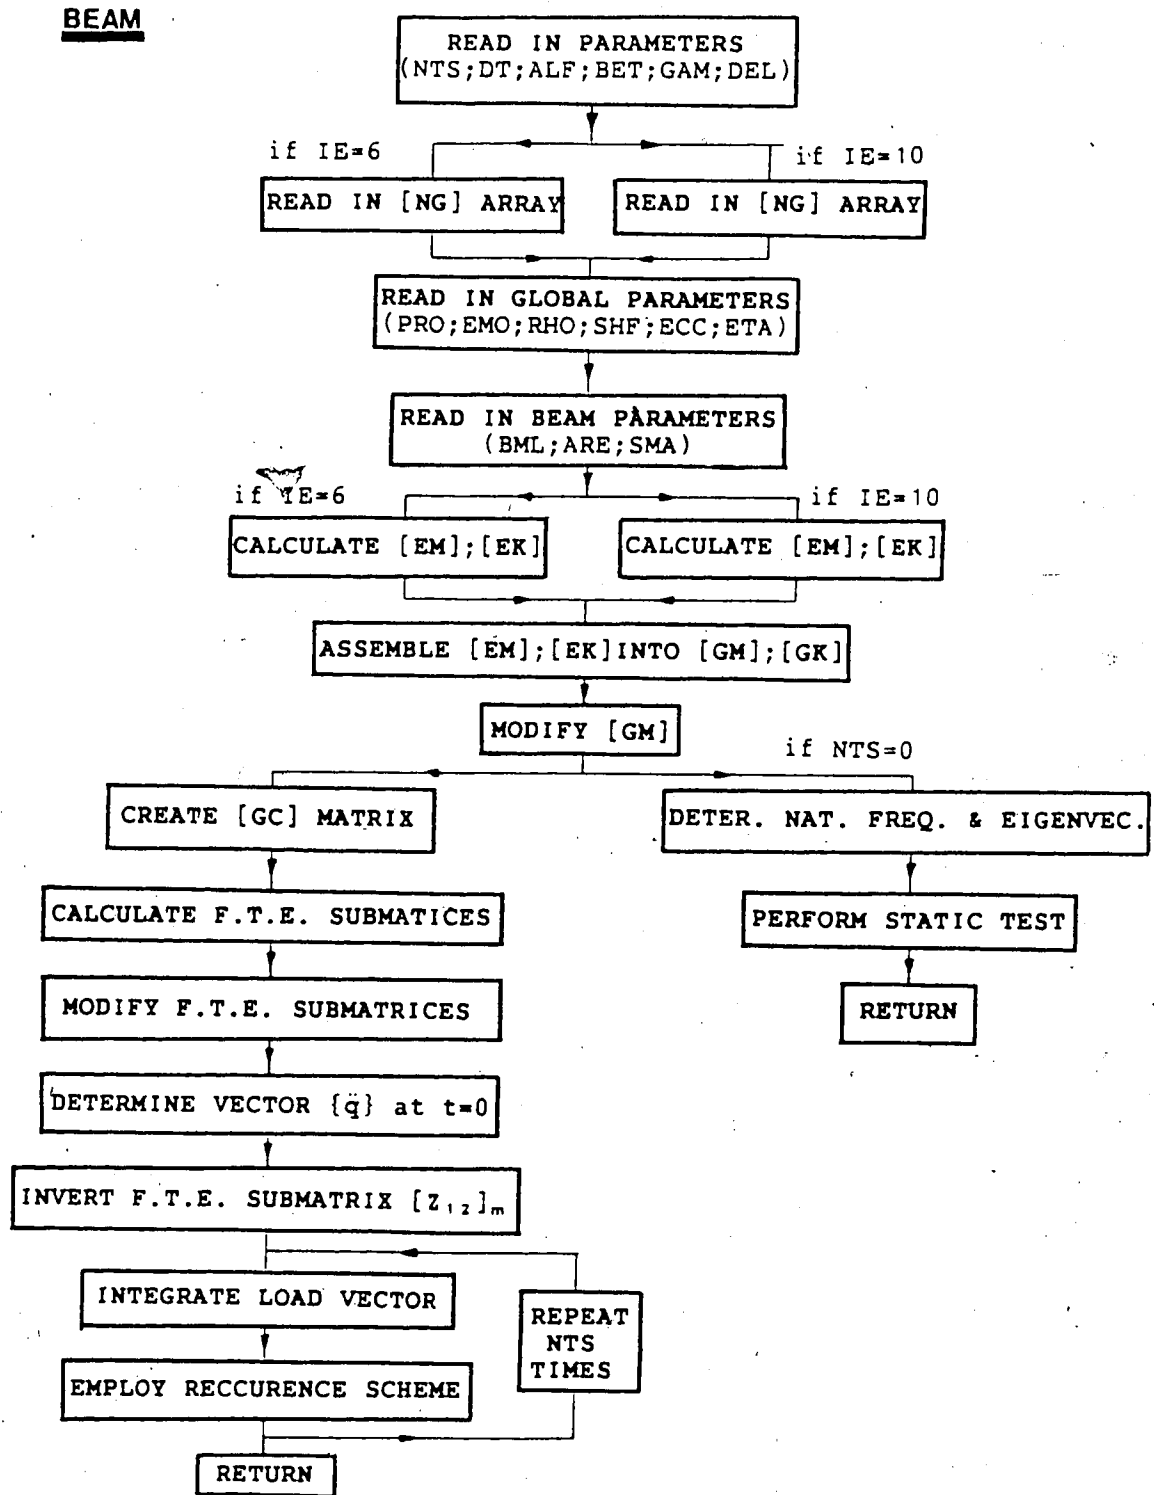 BEAM
READ IN PARAMETERS
(NTS;DT;ALF;BET;GAM;DEL)
if IE=6
if IE=10
READ IN [NG] ARRAY
READ IN [NG] ARRAY
READ IN GLOBAL PARAMETERS
(PRO;EMO;RHO;SHF;ECC;ETA)
READ IN BEAM PARAMETERS
(BML;ARE;SMA)
if IE=6
if IE=10
CALCULATE [EM];[EK]
CALCULATE [EM];[EK]
ASSEMBLE [EM];[EK]INTO [GM];[GK]
MODIFY [GM]
if NTS=0
CREATE [GC] MATRIX
DETER. NAT. FREQ. & EIGENVEC.
CALCULATE F.T.E. SUBMATICES
PERFORM STATIC TEST
MODIFY F.T.E. SUBMATRICES
RETURN
DETERMINE VECTOR {q̈} at t=0
INVERT F.T.E. SUBMATRIX [Z₁₂]ₘ
INTEGRATE LOAD VECTOR
REPEAT
NTS
TIMES
EMPLOY RECCURENCE SCHEME
RETURN